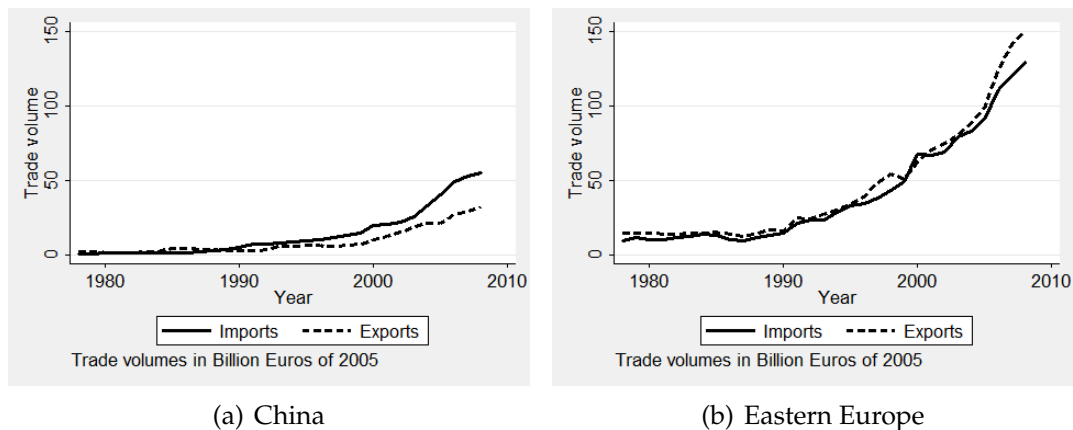 150
100
50
0
Trade volume
1980 1990 2000 2010
Year
Imports Exports
Trade volumes in Billion Euros of 2005
(a) China
150
100
50
0
Trade volume
1980 1990 2000 2010
Year
Imports Exports
Trade volumes in Billion Euros of 2005
(b) Eastern Europe